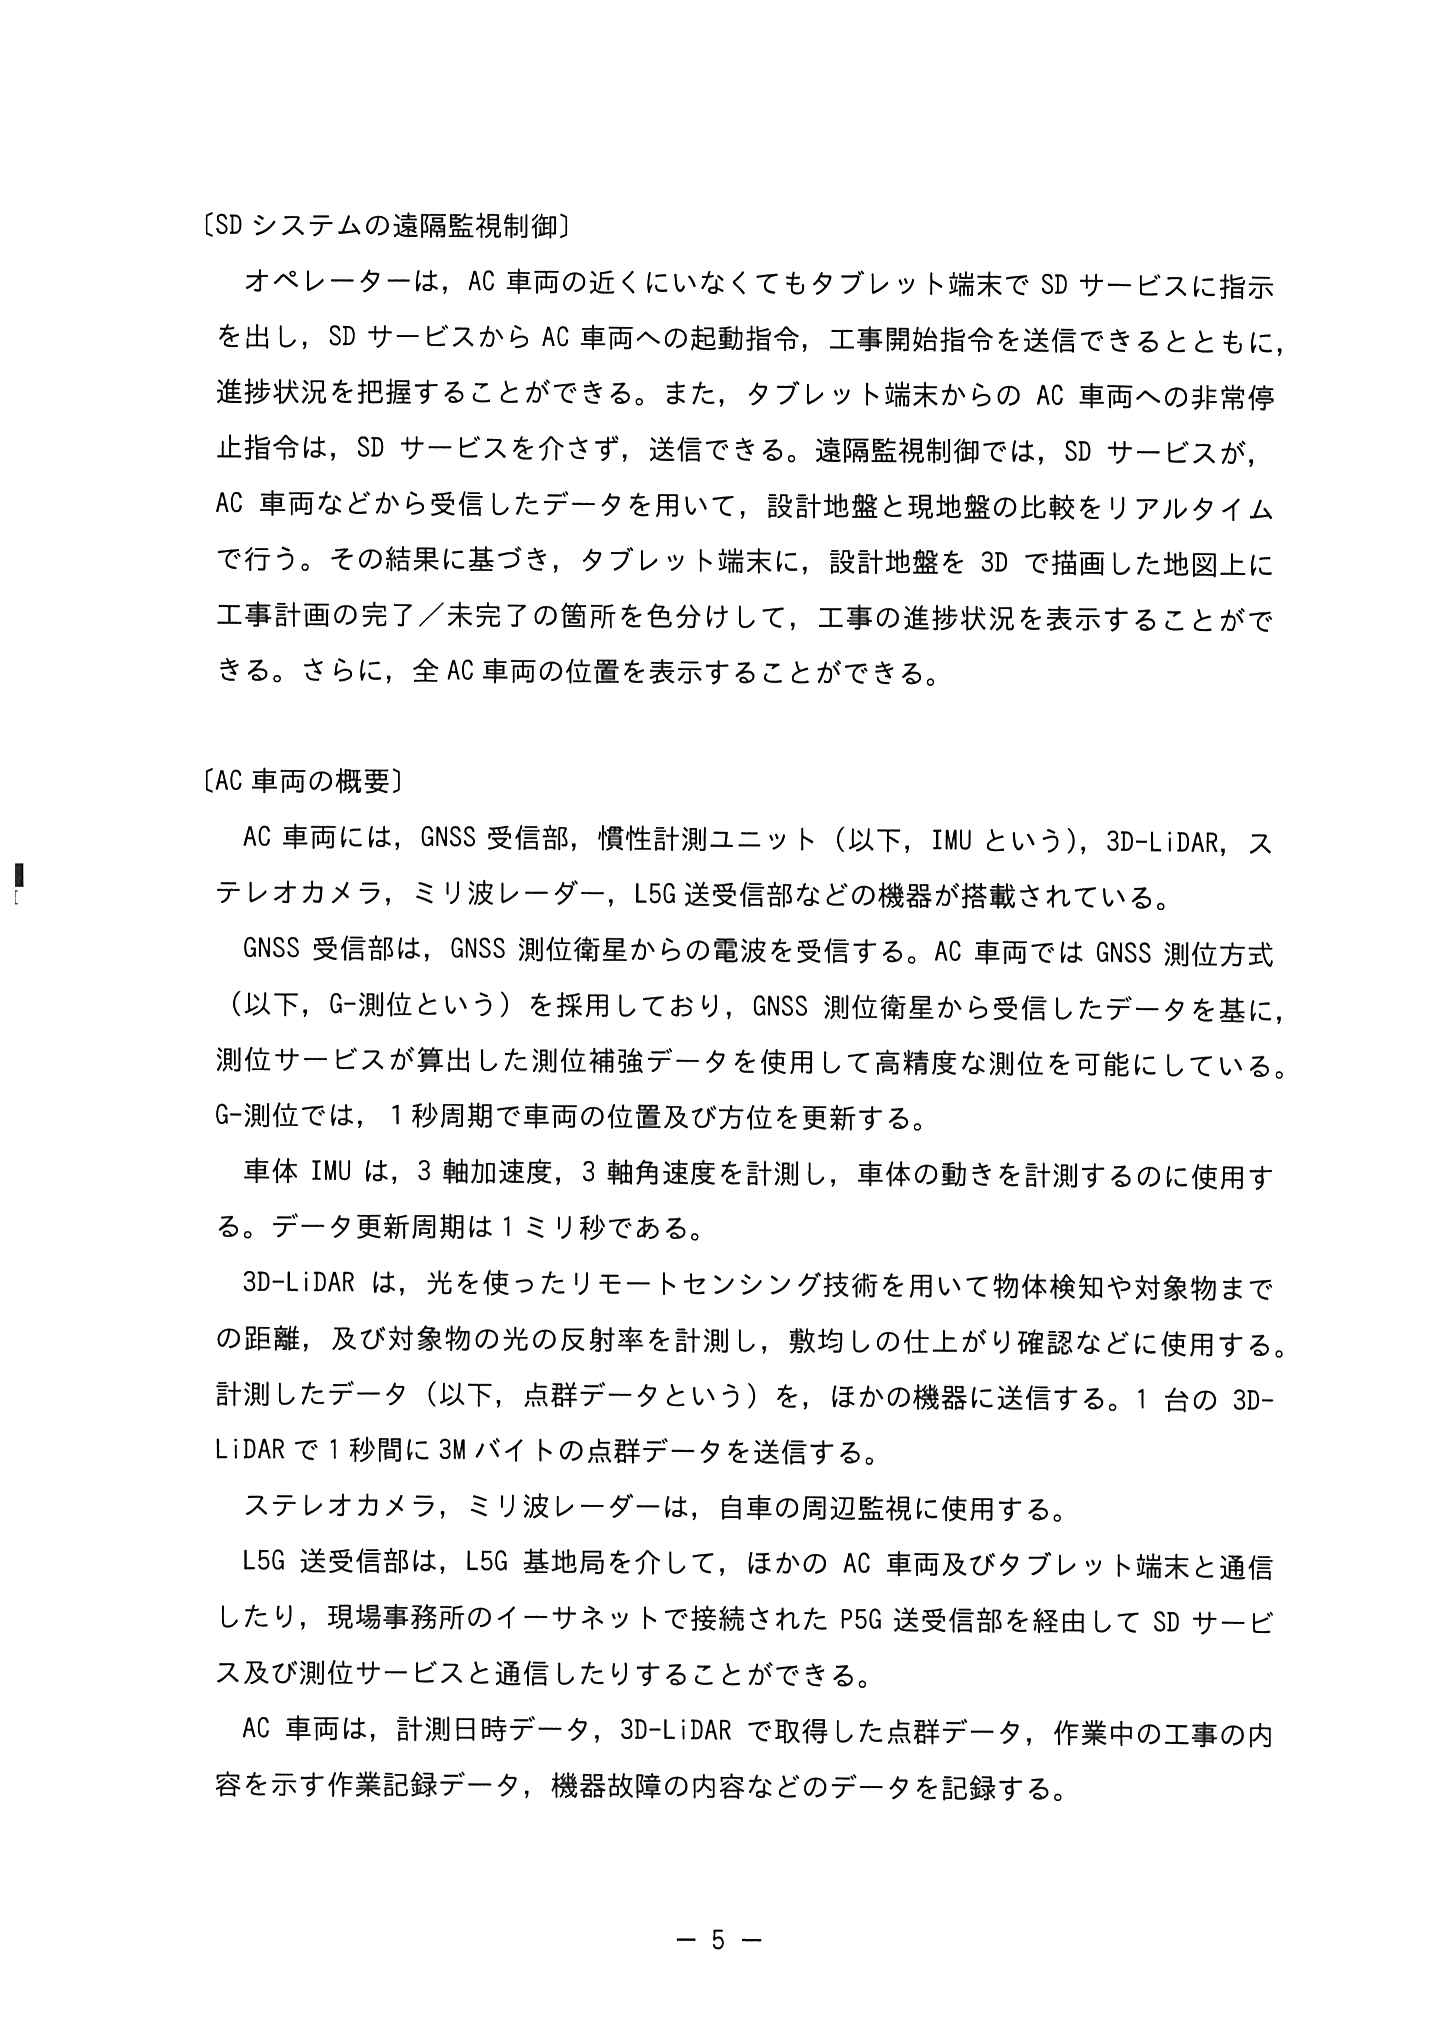 〔SD システムの遠隔監視制御〕
オペレーターは，AC 車両の近くにいなくてもタブレット端末で SD サービスに指示
を出し，SD サービスから AC 車両への起動指令，工事開始指令を送信できるとともに，
進捗状況を把握することができる。また，タブレット端末からの AC 車両への非常停
止指令は，SD サービスを介さず，送信できる。遠隔監視制御では，SD サービスが，
AC 車両などから受信したデータを用いて，設計地盤と現地盤の比較をリアルタイム
で行う。その結果に基づき，タブレット端末に，設計地盤を 3D で描画した地図上に
工事計画の完了／未完了の箇所を色分けして，工事の進捗状況を表示することがで
きる。さらに，全 AC 車両の位置を表示することができる。
〔AC 車両の概要〕
AC 車両には，GNSS 受信部，慣性計測ユニット（以下，IMU という），3D-LiDAR，ス
テレオカメラ，ミリ波レーダー，L5G 送受信部などの機器が搭載されている。
GNSS 受信部は，GNSS 測位衛星からの電波を受信する。AC 車両では GNSS 測位方式
（以下，G-測位という）を採用しており，GNSS 測位衛星から受信したデータを基に，
測位サービスが算出した測位補強データを使用して高精度な測位を可能にしている。
G-測位では，1 秒周期で車両の位置及び方位を更新する。
車体 IMU は，3 軸加速度，3 軸角速度を計測し，車体の動きを計測するのに使用す
る。データ更新周期は 1 ミリ秒である。
3D-LiDAR は，光を使ったリモートセンシング技術を用いて物体検知や対象物まで
の距離，及び対象物の光の反射率を計測し，敷均しの仕上がり確認などに使用する。
計測したデータ（以下，点群データという）を，ほかの機器に送信する。1 台の 3D-
LiDAR で 1 秒間に 3M バイトの点群データを送信する。
ステレオカメラ，ミリ波レーダーは，自車の周辺監視に使用する。
L5G 送受信部は，L5G 基地局を介して，ほかの AC 車両及びタブレット端末と通信
したり，現場事務所のイーサネットで接続された P5G 送受信部を経由して SD サービ
ス及び測位サービスと通信したりすることができる。
AC 車両は，計測日時データ，3D-LiDAR で取得した点群データ，作業中の工事の内
容を示す作業記録データ，機器故障の内容などのデータを記録する。
－ 5 －